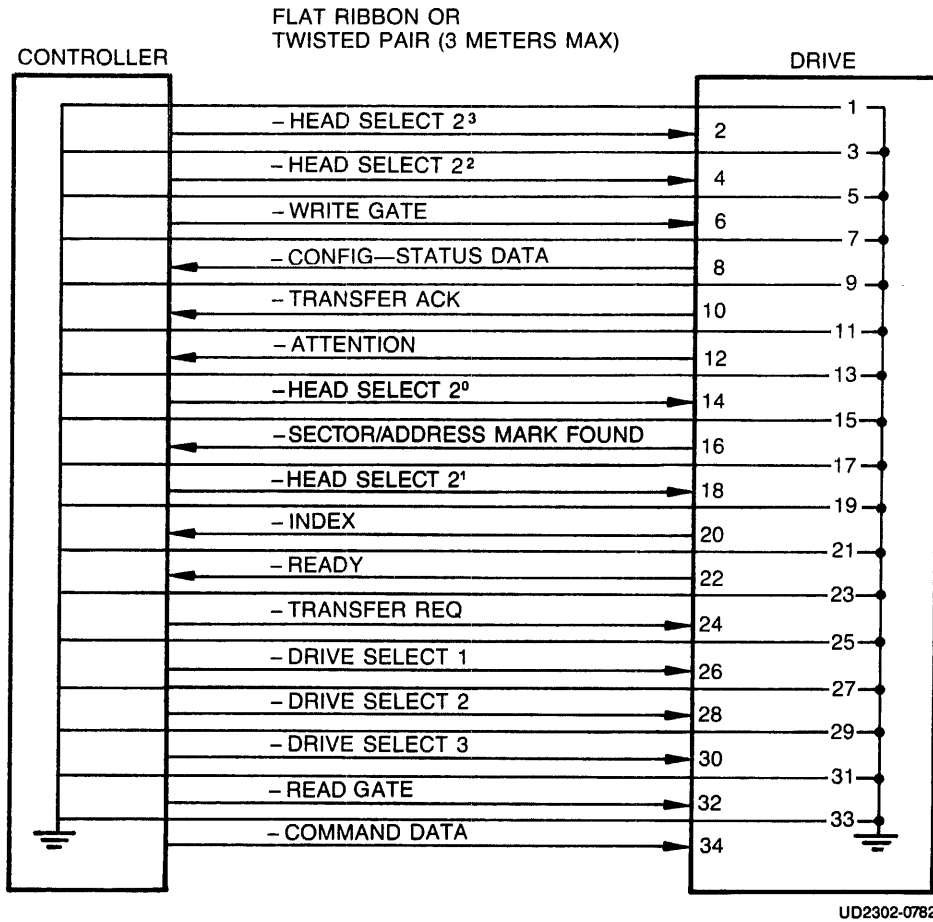 FLAT RIBBON OR
TWISTED PAIR (3 METERS MAX)
CONTROLLER
DRIVE
1
–HEAD SELECT 2³
2
3
–HEAD SELECT 2²
4
5
–WRITE GATE
6
7
–CONFIG—STATUS DATA
8
9
–TRANSFER ACK
10
11
–ATTENTION
12
13
–HEAD SELECT 2⁰
14
15
–SECTOR/ADDRESS MARK FOUND
16
17
–HEAD SELECT 2¹
18
19
–INDEX
20
21
–READY
22
23
–TRANSFER REQ
24
25
–DRIVE SELECT 1
26
27
–DRIVE SELECT 2
28
29
–DRIVE SELECT 3
30
31
–READ GATE
32
33
–COMMAND DATA
34
UD2302-0782